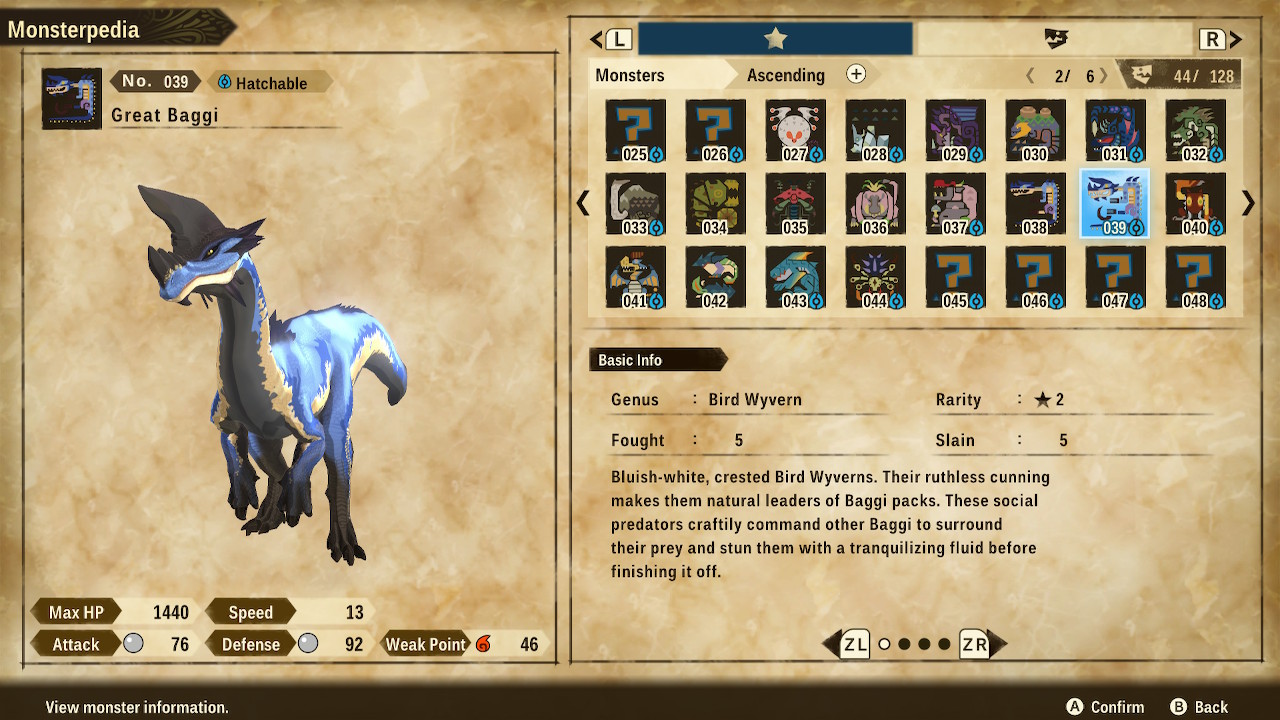 Monsterpedia
No. 039
Hatchable
Great Baggi
Max HP 1440
Speed 13
Attack 76
Defense 92
Weak Point 46
L
R
Monsters
Ascending
2/ 6
44/ 128
025 026 027 028 029 030 031 032
033 034 035 036 037 038 039 040
041 042 043 044 045 046 047 048
Basic Info
Genus : Bird Wyvern
Rarity : ★ 2
Fought : 5
Slain : 5
Bluish-white, crested Bird Wyverns. Their ruthless cunning
makes them natural leaders of Baggi packs. These social
predators craftily command other Baggi to surround
their prey and stun them with a tranquilizing fluid before
finishing it off.
ZL
ZR
View monster information.
A Confirm
B Back